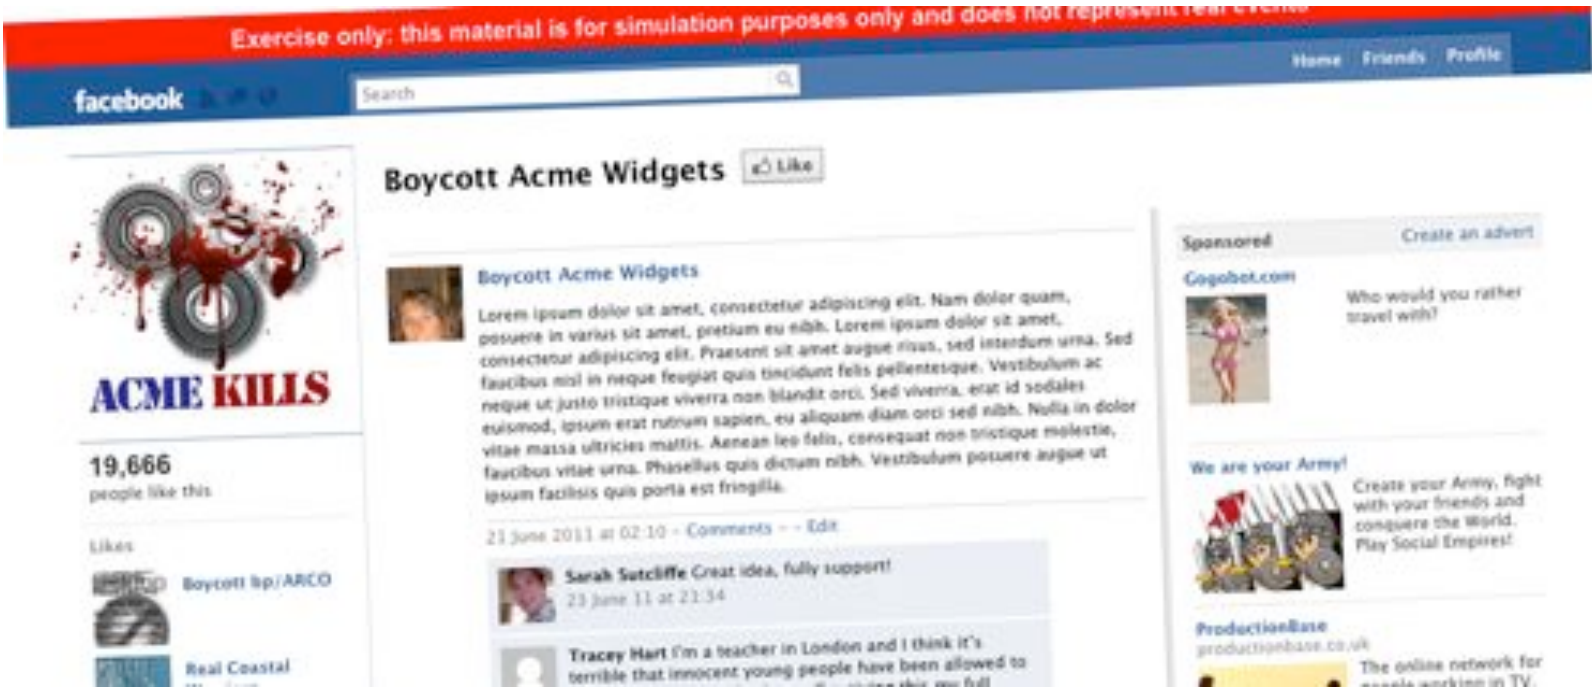 Exercise only: this material is for simulation purposes only and does not represent real events
facebook
Search
Home Friends Profile
Boycott Acme Widgets
Like
ACME KILLS
19,666
people like this
Likes
Boycott bp/ARCO
Real Coastal
Boycott Acme Widgets
Lorem ipsum dolor sit amet, consectetur adipiscing elit. Nam dolor quam,
posuere in varius sit amet, pretium eu nibh. Lorem ipsum dolor sit amet,
consectetur adipiscing elit. Praesent sit amet augue risus, sed interdum urna. Sed
faucibus nisl in neque feugiat quis tincidunt felis pellentesque. Vestibulum ac
neque ut justo tristique viverra non blandit orci. Sed viverra, erat id sodales
euismod, ipsum erat rutrum sapien, eu aliquam diam orci sed nibh. Nulla in dolor
vitae massa ultricies mattis. Aenean leo felis, consequat non tristique molestie,
faucibus vitae urna. Phasellus quis dictum nibh. Vestibulum posuere augue ut
ipsum facilisis quis porta est fringilla.
21 June 2011 at 02:10 - Comments - - Edit
Sarah Sutcliffe Great idea, fully support!
23 June 11 at 21:34
Tracey Hart I'm a teacher in London and I think it's
terrible that innocent young people have been allowed to
Sponsored
Create an advert
Gogobot.com
Who would you rather
travel with?
We are your Army!
Create your Army, fight
with your friends and
conquere the World.
Play Social Empires!
ProductionBase
productionbase.co.uk
The online network for
people working in TV,